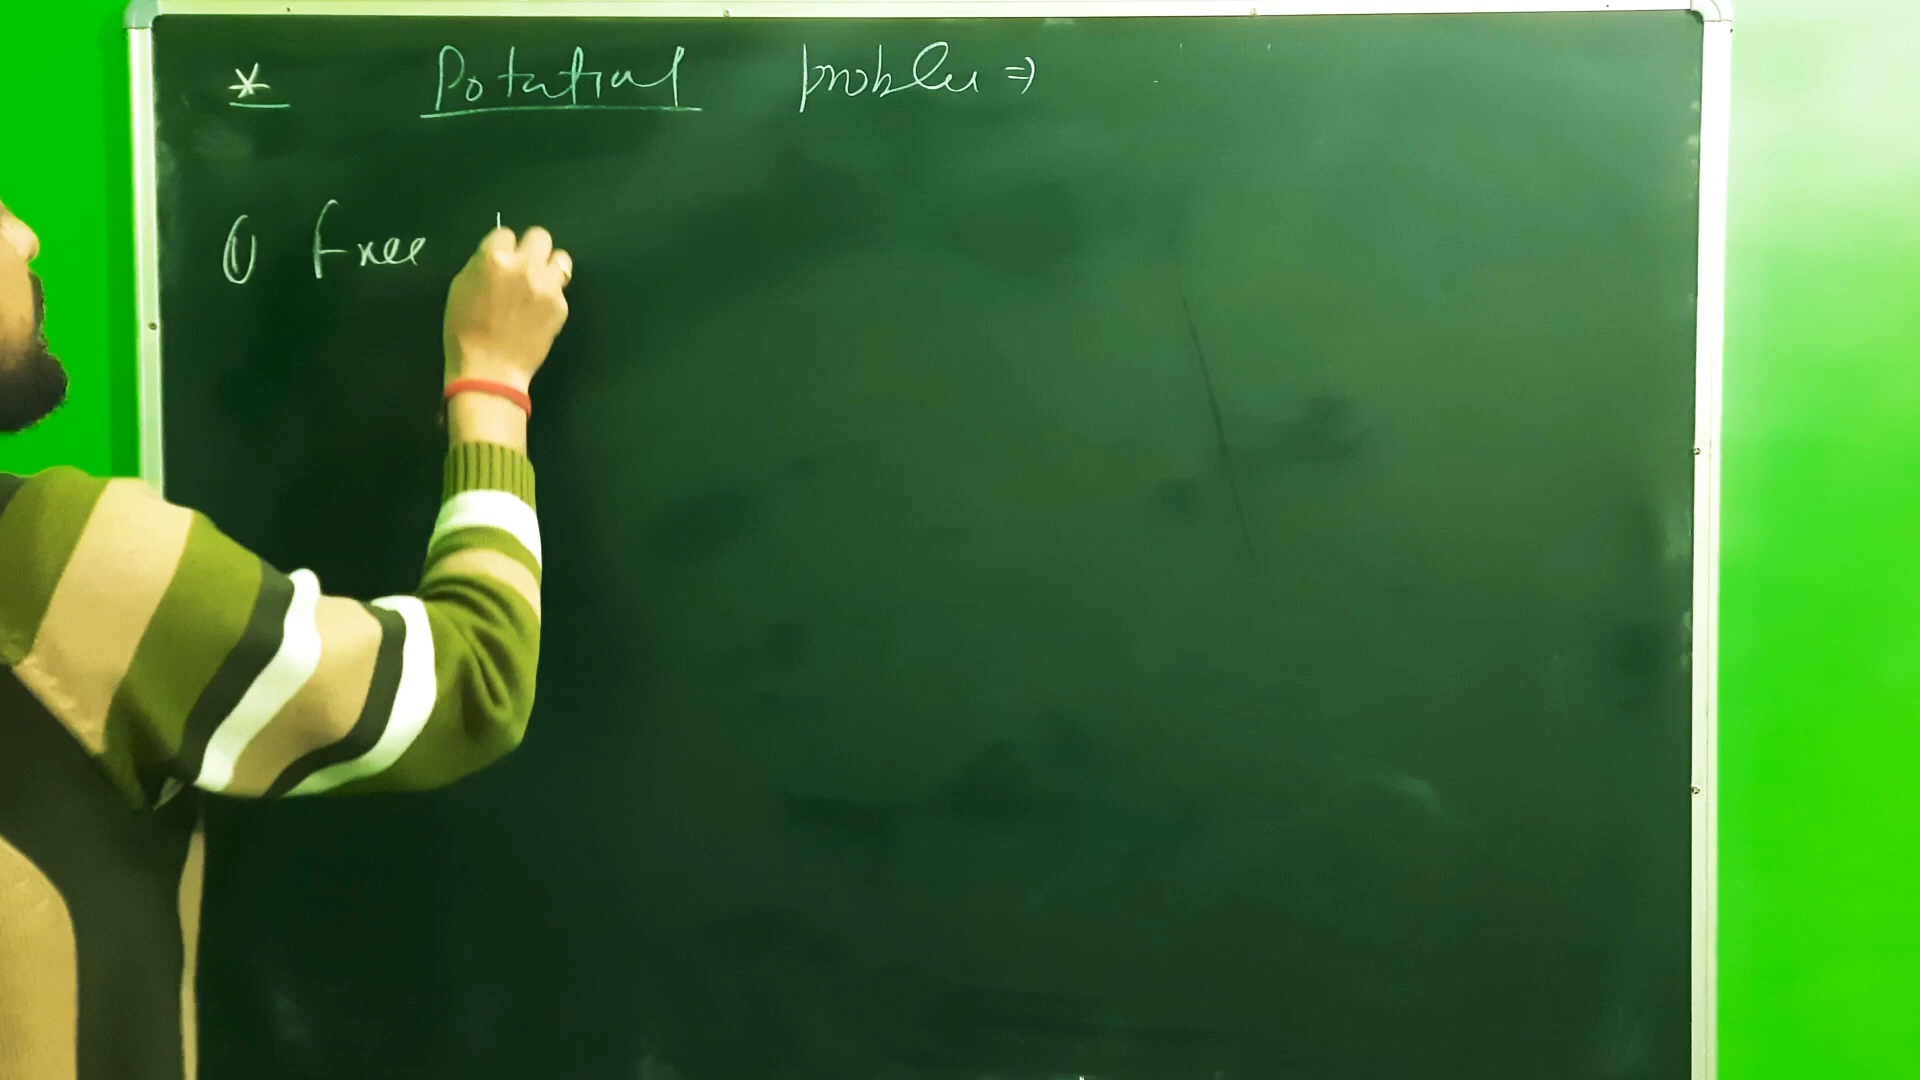 * Potential problem ⇒
① Free